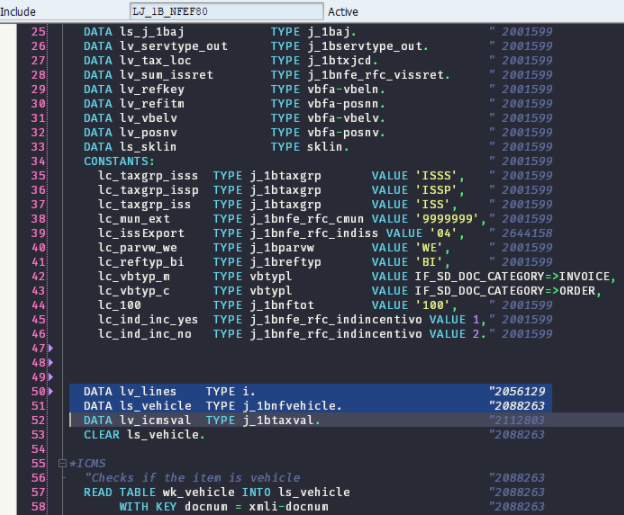 Include LJ_1B_NFEF80 Active
25 DATA ls_j_1baj TYPE j_1baj. " 2001599
26 DATA lv_servtype_out TYPE j_1bservtype_out. " 2001599
27 DATA lv_tax_loc TYPE j_1btxjcd. " 2001599
28 DATA lv_sum_issret TYPE j_1bnfe_rfc_vissret. " 2001599
29 DATA lv_refkey TYPE vbfa-vbeln. " 2001599
30 DATA lv_refitm TYPE vbfa-posnn. " 2001599
31 DATA lv_vbelv TYPE vbfa-vbelv. " 2001599
32 DATA lv_posnv TYPE vbfa-posnv. " 2001599
33 DATA ls_sklin TYPE sklin. " 2001599
34 CONSTANTS: " 2001599
35 lc_taxgrp_isss TYPE j_1btaxgrp VALUE 'ISSS', " 2001599
36 lc_taxgrp_issp TYPE j_1btaxgrp VALUE 'ISSP', " 2001599
37 lc_taxgrp_iss TYPE j_1btaxgrp VALUE 'ISS', " 2001599
38 lc_mun_ext TYPE j_1bnfe_rfc_cmun VALUE '9999999'," 2001599
39 lc_issExport TYPE j_1bnfe_rfc_indiss VALUE '04', " 2644158
40 lc_parvw_we TYPE j_1bparvw VALUE 'WE', " 2001599
41 lc_reftyp_bi TYPE j_1breftyp VALUE 'BI', " 2001599
42 lc_vbtyp_m TYPE vbtypl VALUE IF_SD_DOC_CATEGORY=>INVOICE,
43 lc_vbtyp_c TYPE vbtypl VALUE IF_SD_DOC_CATEGORY=>ORDER,
44 lc_100 TYPE j_1bnftot VALUE '100', " 2001599
45 lc_ind_inc_yes TYPE j_1bnfe_rfc_indincentivo VALUE 1," 2001599
46 lc_ind_inc_no TYPE j_1bnfe_rfc_indincentivo VALUE 2." 2001599
47
48
49
50 DATA lv_lines TYPE i. "2056129
51 DATA ls_vehicle TYPE j_1bnfvehicle. "2088263
52 DATA lv_icmsval TYPE j_1btaxval. "2112803
53 CLEAR ls_vehicle. "2088263
54
55 *ICMS
56 "Checks if the item is vehicle "2088263
57 READ TABLE wk_vehicle INTO ls_vehicle "2088263
58 WITH KEY docnum = xmli-docnum "2088263